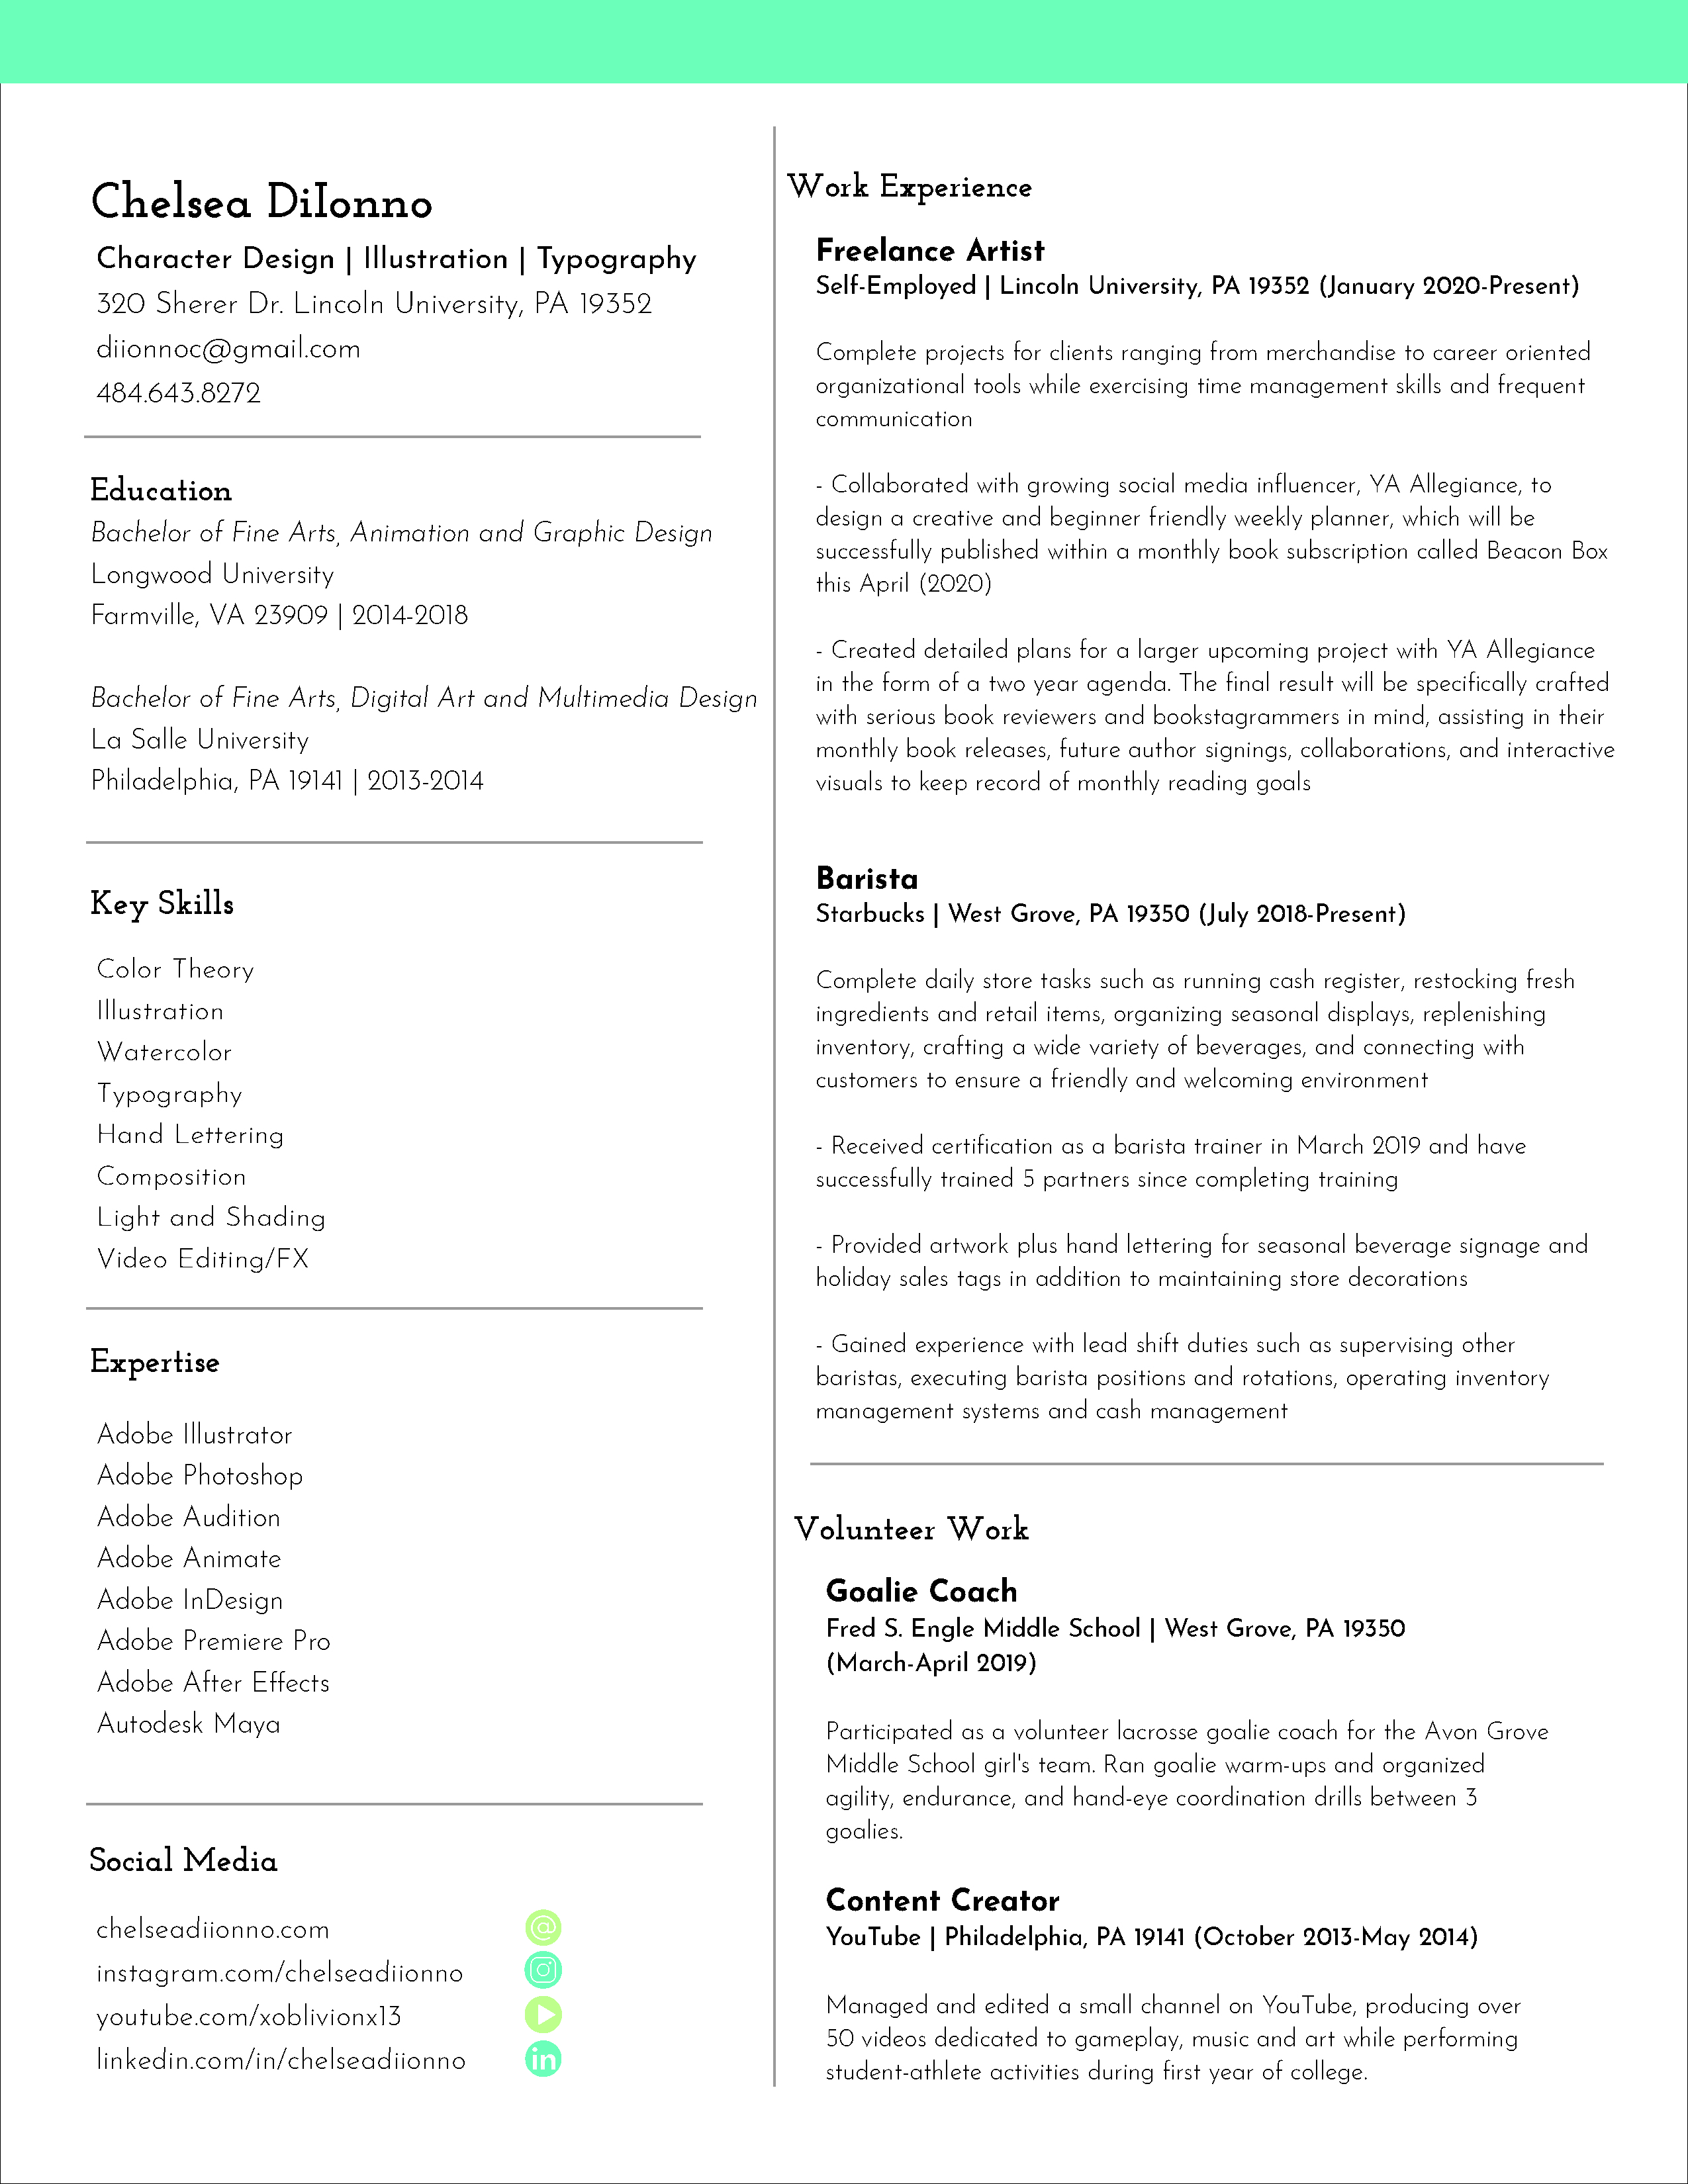 Chelsea DiIonno
Character Design | Illustration | Typography
320 Sherer Dr. Lincoln University, PA 19352
diionnoc@gmail.com
484.643.8272
Education
Bachelor of Fine Arts, Animation and Graphic Design
Longwood University
Farmville, VA 23909 | 2014-2018
Bachelor of Fine Arts, Digital Art and Multimedia Design
La Salle University
Philadelphia, PA 19141 | 2013-2014
Key Skills
Color Theory
Illustration
Watercolor
Typography
Hand Lettering
Composition
Light and Shading
Video Editing/FX
Expertise
Adobe Illustrator
Adobe Photoshop
Adobe Audition
Adobe Animate
Adobe InDesign
Adobe Premiere Pro
Adobe After Effects
Autodesk Maya
Social Media
chelseadiionno.com
instagram.com/chelseadiionno
youtube.com/xoblivionx13
linkedin.com/in/chelseadiionno
Work Experience
Freelance Artist
Self-Employed | Lincoln University, PA 19352 (January 2020-Present)
Complete projects for clients ranging from merchandise to career oriented
organizational tools while exercising time management skills and frequent
communication
- Collaborated with growing social media influencer, YA Allegiance, to
design a creative and beginner friendly weekly planner, which will be
successfully published within a monthly book subscription called Beacon Box
this April (2020)
- Created detailed plans for a larger upcoming project with YA Allegiance
in the form of a two year agenda. The final result will be specifically crafted
with serious book reviewers and bookstagrammers in mind, assisting in their
monthly book releases, future author signings, collaborations, and interactive
visuals to keep record of monthly reading goals
Barista
Starbucks | West Grove, PA 19350 (July 2018-Present)
Complete daily store tasks such as running cash register, restocking fresh
ingredients and retail items, organizing seasonal displays, replenishing
inventory, crafting a wide variety of beverages, and connecting with
customers to ensure a friendly and welcoming environment
- Received certification as a barista trainer in March 2019 and have
successfully trained 5 partners since completing training
- Provided artwork plus hand lettering for seasonal beverage signage and
holiday sales tags in addition to maintaining store decorations
- Gained experience with lead shift duties such as supervising other
baristas, executing barista positions and rotations, operating inventory
management systems and cash management
Volunteer Work
Goalie Coach
Fred S. Engle Middle School | West Grove, PA 19350
(March-April 2019)
Participated as a volunteer lacrosse goalie coach for the Avon Grove
Middle School girl's team. Ran goalie warm-ups and organized
agility, endurance, and hand-eye coordination drills between 3
goalies.
Content Creator
YouTube | Philadelphia, PA 19141 (October 2013-May 2014)
Managed and edited a small channel on YouTube, producing over
50 videos dedicated to gameplay, music and art while performing
student-athlete activities during first year of college.